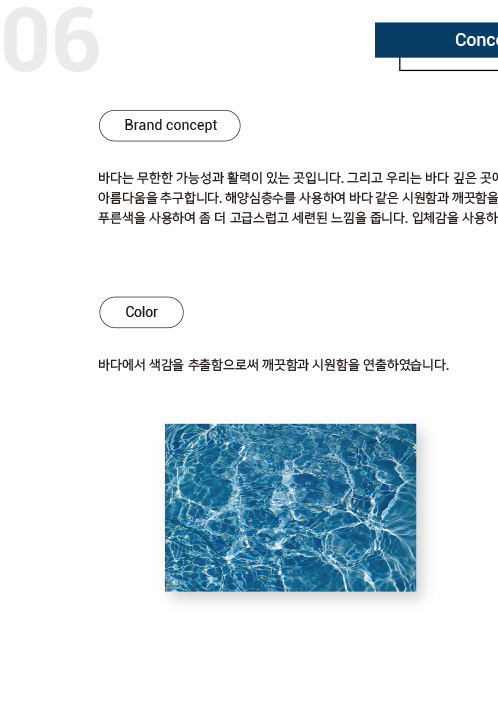 06
Brand concept
바다는 무한한 가능성과 활력이 있는 곳입니다. 그리고 우리는 바다 깊은
아름다움을 추구합니다. 해양심층수를 사용하여 바다 같은 시원함과 깨끗함을
푸른색을 사용하여 좀 더 고급스럽고 세련된 느낌을 줍니다. 입체감을
Color
바다에서 색감을 추출함으로써 깨끗함과 시원함을 연출하였습니다.